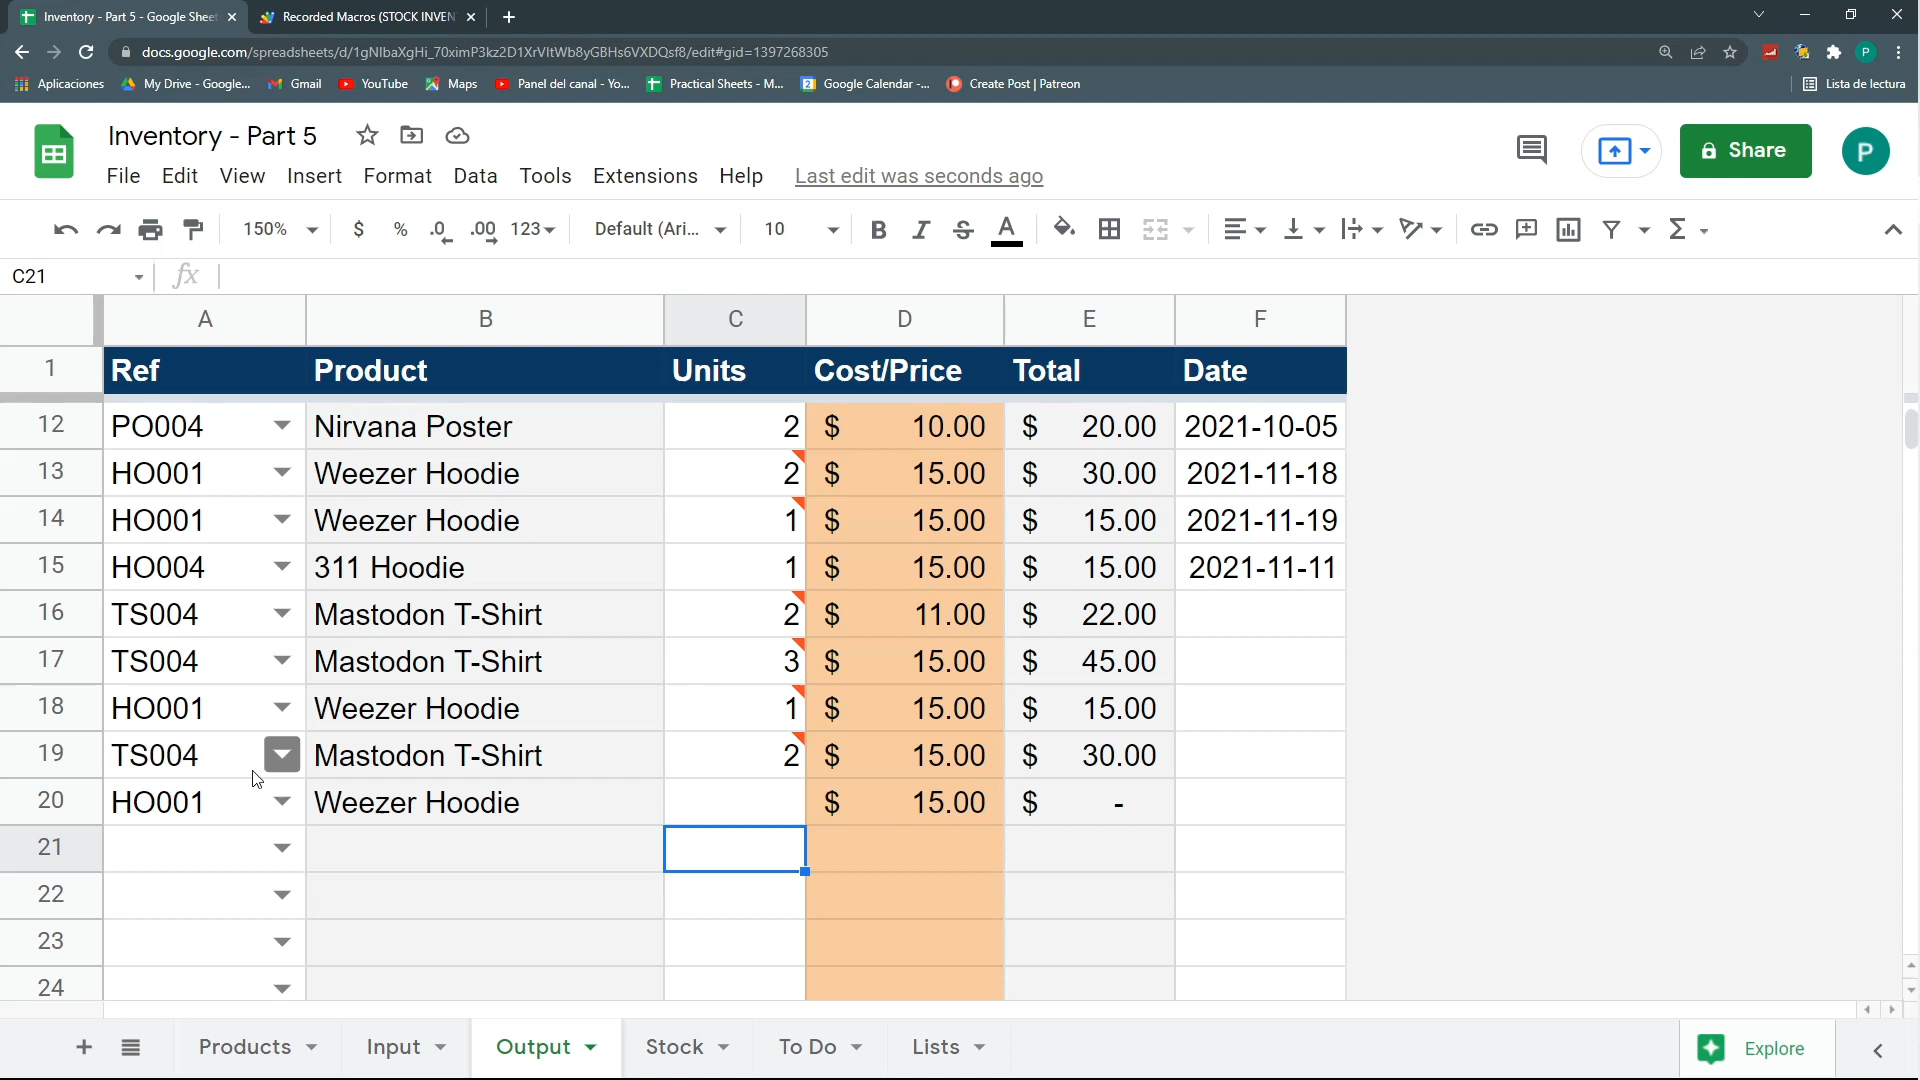 Inventory - Part 5 - Google Sheet
Recorded Macros (STOCK INVEN
docs.google.com/spreadsheets/d/1gNIbaXgHi_70ximP3kz2D1XrVItWb8yGBHs6VXDQsf8/edit#gid=1397268305
P
Aplicaciones My Drive - Google... Gmail YouTube Maps Panel del canal - Yo... Practical Sheets - M... Google Calendar -... Create Post | Patreon Lista de lectura
Inventory - Part 5
Share
P
File Edit View Insert Format Data Tools Extensions Help Last edit was seconds ago
150% $ % .0 .00 123 Default (Ari... 10 B I S A Σ
C21 fx
A B C D E F
1 Ref Product Units Cost/Price Total Date
12 PO004 Nirvana Poster 2 $ 10.00 $ 20.00 2021-10-05
13 HO001 Weezer Hoodie 2 $ 15.00 $ 30.00 2021-11-18
14 HO001 Weezer Hoodie 1 $ 15.00 $ 15.00 2021-11-19
15 HO004 311 Hoodie 1 $ 15.00 $ 15.00 2021-11-11
16 TS004 Mastodon T-Shirt 2 $ 11.00 $ 22.00
17 TS004 Mastodon T-Shirt 3 $ 15.00 $ 45.00
18 HO001 Weezer Hoodie 1 $ 15.00 $ 15.00
19 TS004 Mastodon T-Shirt 2 $ 15.00 $ 30.00
20 HO001 Weezer Hoodie $ 15.00 $ -
21
22
23
24
Products Input Output Stock To Do Lists Explore